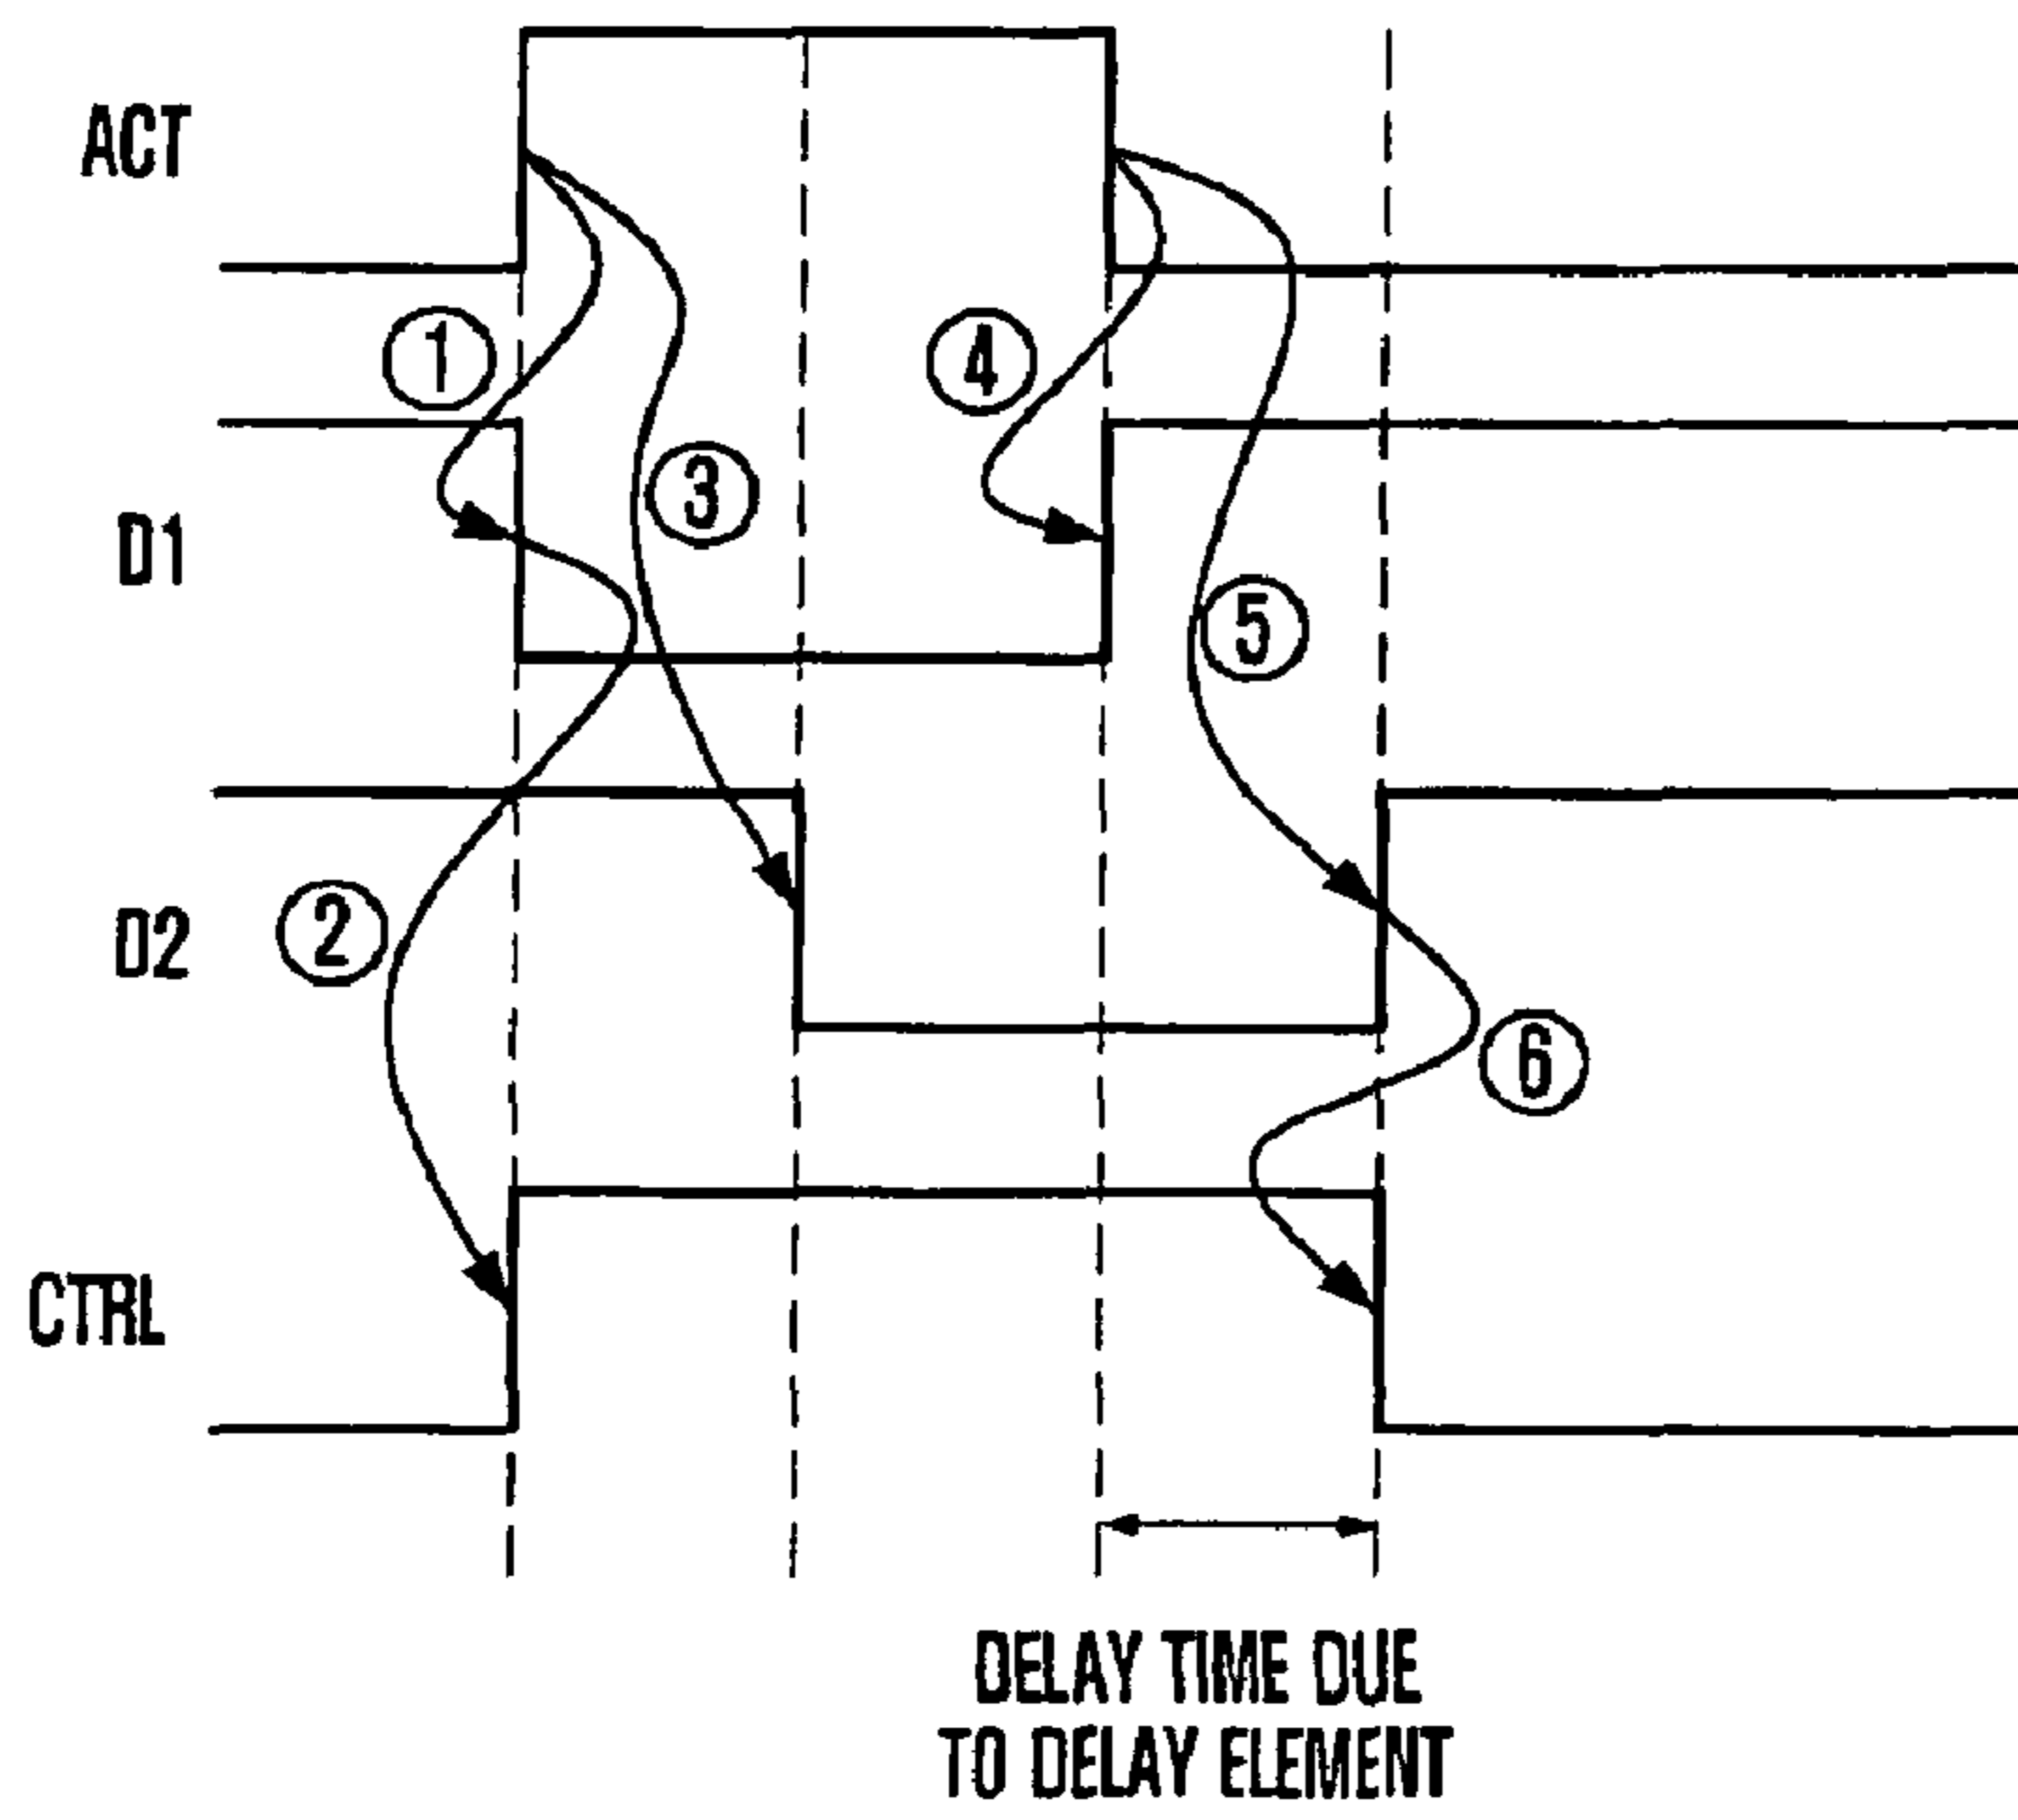 ACT
①
④
③
D1
⑤
②
D2
⑥
CTRL
DELAY TIME DUE
TO DELAY ELEMENT